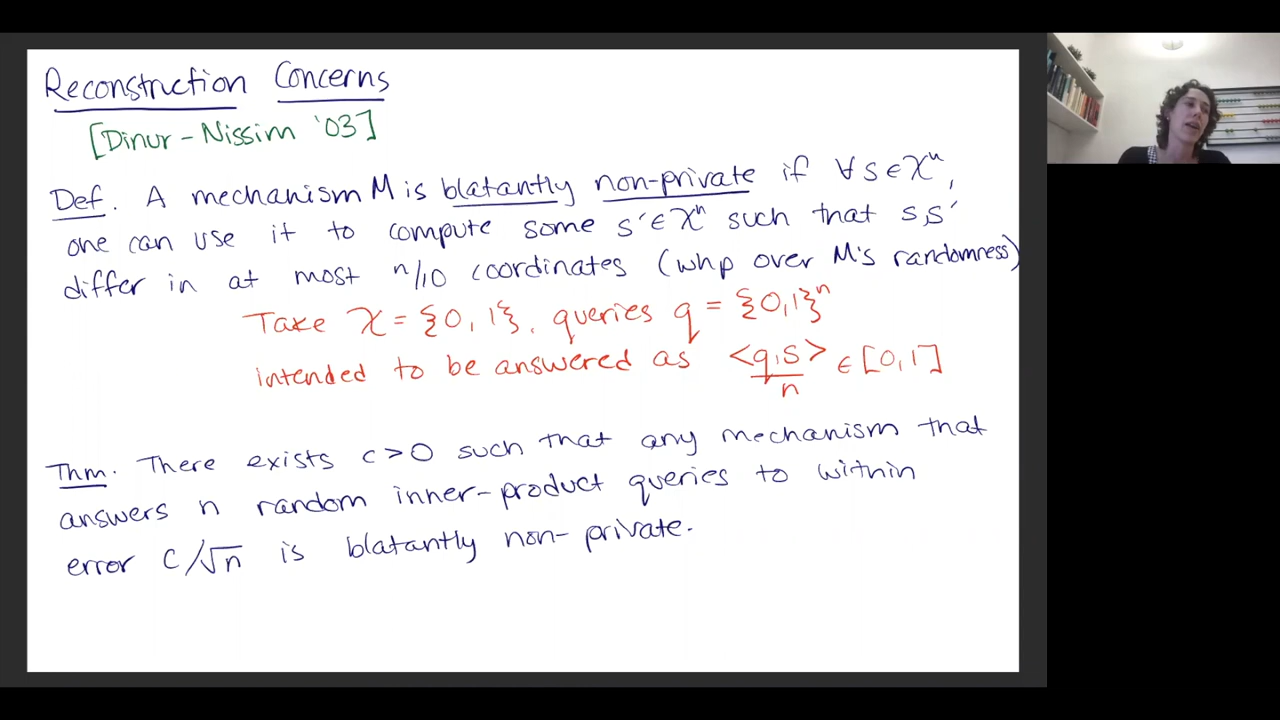 Reconstruction Concerns
[Dinur-Nissim '03]
Def. A mechanism M is blatantly non-private if ∀ s ∈ X^n,
one can use it to compute some s' ∈ X^n such that s,s'
differ in at most n/10 coordinates (whp over M's randomness)
Take X = {0,1}, queries q = {0,1}^n
intended to be answered as <q,s>/n ∈ [0,1]
Thm. There exists c>0 such that any mechanism that
answers n random inner-product queries to within
error c/√n is blatantly non-private.